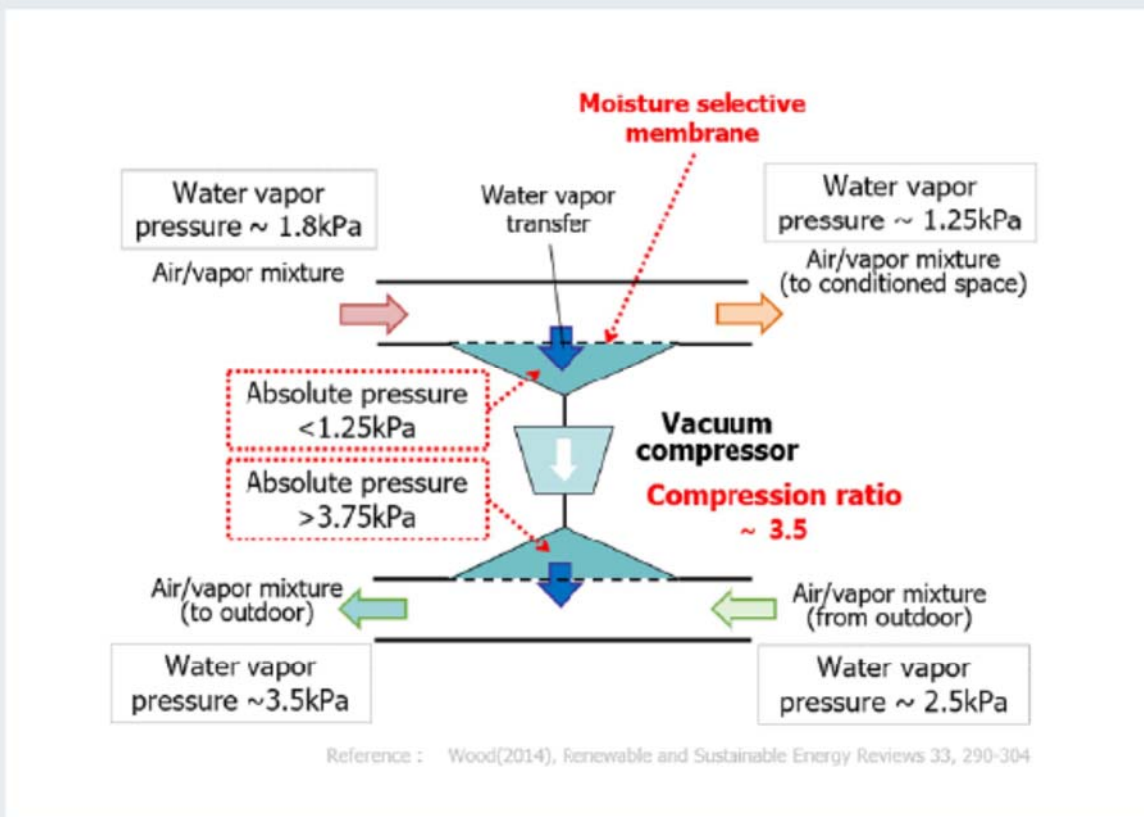 Moisture selective
membrane
Water vapor
pressure ~ 1.8kPa
Water vapor
transfer
Water vapor
pressure ~ 1.25kPa
Air/vapor mixture
Air/vapor mixture
(to conditioned space)
Absolute pressure
<1.25kPa
Vacuum
compressor
Absolute pressure
>3.75kPa
Compression ratio
~ 3.5
Air/vapor mixture
(to outdoor)
Air/vapor mixture
(from outdoor)
Water vapor
pressure ~3.5kPa
Water vapor
pressure ~ 2.5kPa
Reference : Wood(2014), Renewable and Sustainable Energy Reviews 33, 290-304